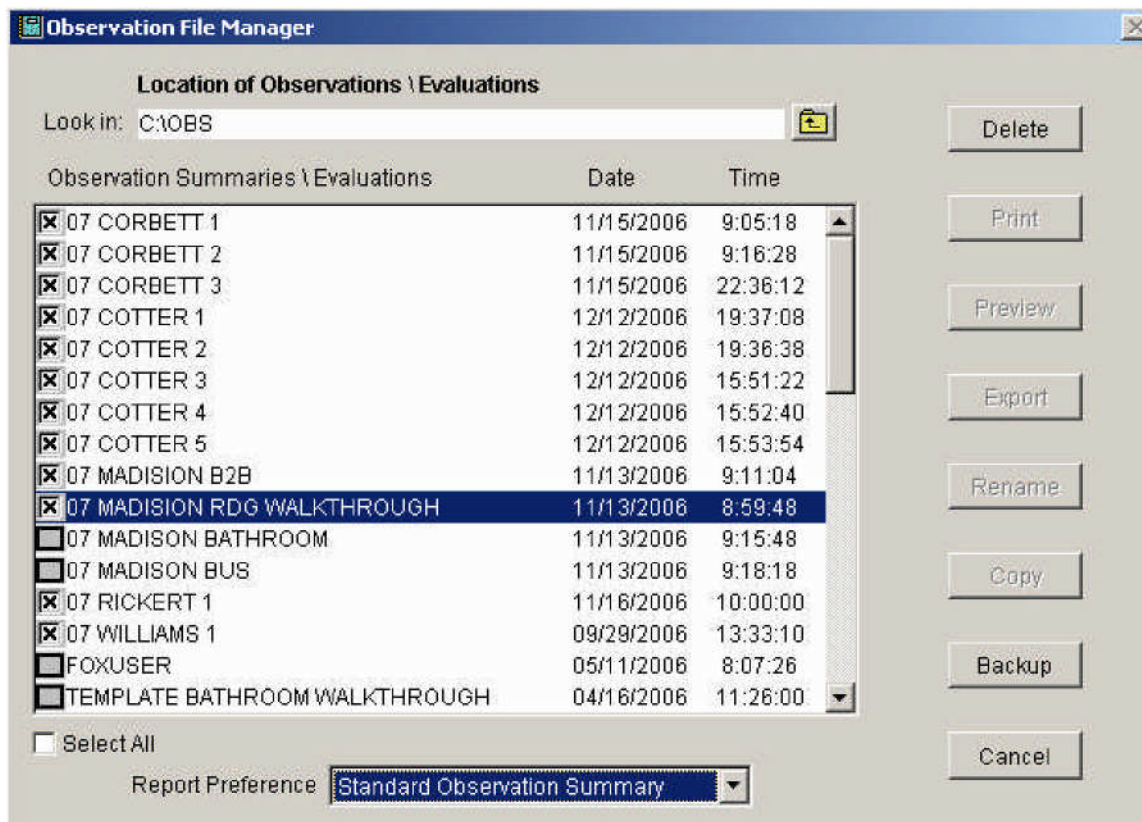 Observation File Manager
Location of Observations \ Evaluations
Look in: C:\OBS
Delete
Observation Summaries \ Evaluations Date Time
07 CORBETT 1 11/15/2006 9:05:18
Print
07 CORBETT 2 11/15/2006 9:16:28
07 CORBETT 3 11/15/2006 22:36:12
Preview
07 COTTER 1 12/12/2006 19:37:08
07 COTTER 2 12/12/2006 19:36:38
07 COTTER 3 12/12/2006 15:51:22
Export
07 COTTER 4 12/12/2006 15:52:40
07 COTTER 5 12/12/2006 15:53:54
07 MADISION B2B 11/13/2006 9:11:04
Rename
07 MADISION RDG WALKTHROUGH 11/13/2006 8:59:48
07 MADISON BATHROOM 11/13/2006 9:15:48
07 MADISON BUS 11/13/2006 9:18:18
Copy
07 RICKERT 1 11/16/2006 10:00:00
07 WILLIAMS 1 09/29/2006 13:33:10
FOXUSER 05/11/2006 8:07:26
Backup
TEMPLATE BATHROOM WALKTHROUGH 04/16/2006 11:26:00
Select All
Cancel
Report Preference Standard Observation Summary